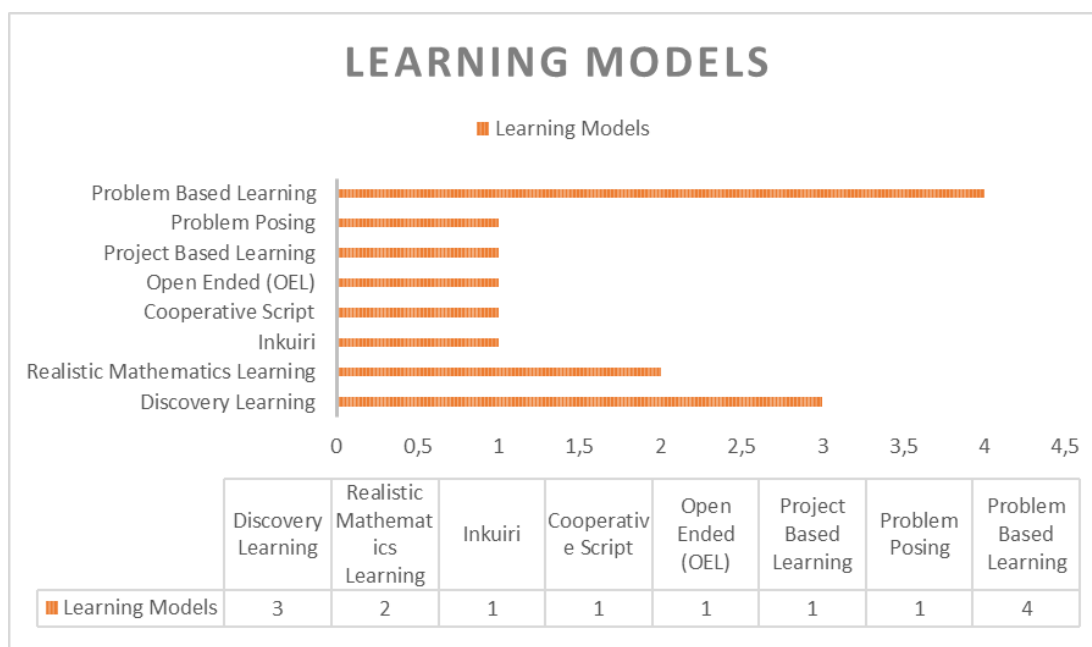 LEARNING MODELS
Learning Models
Problem Based Learning
Problem Posing
Project Based Learning
Open Ended (OEL)
Cooperative Script
Inkuiri
Realistic Mathematics Learning
Discovery Learning
0 0,5 1 1,5 2 2,5 3 3,5 4 4,5
Discovery
Learning
Realistic
Mathemat
ics
Learning
Inkuiri
Cooperativ
e Script
Open
Ended
(OEL)
Project
Based
Learning
Problem
Posing
Problem
Based
Learning
Learning Models 3 2 1 1 1 1 1 4